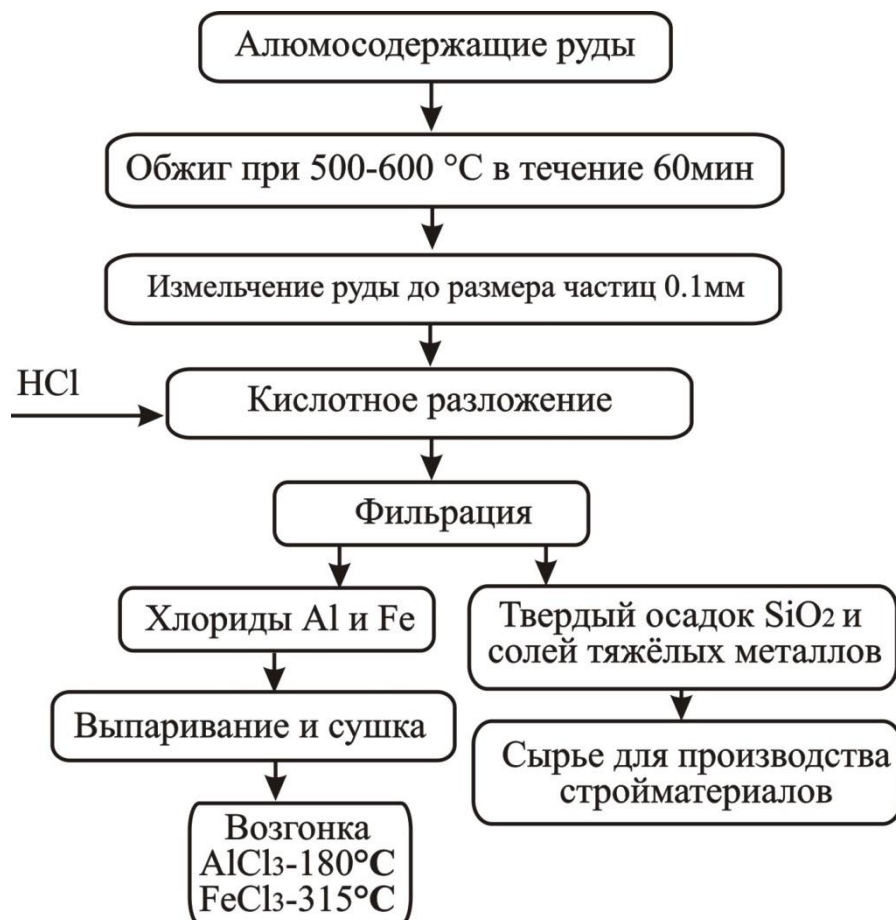 Алюмосодержащие руды
Обжиг при 500-600 °C в течение 60мин
Измельчение руды до размера частиц 0.1мм
HCl
Кислотное разложение
Фильрация
Хлориды Al и Fe
Твердый осадок SiO2 и
солей тяжёлых металлов
Выпаривание и сушка
Сырье для производства
стройматериалов
Возгонка
AlCl3-180°C
FeCl3-315°C